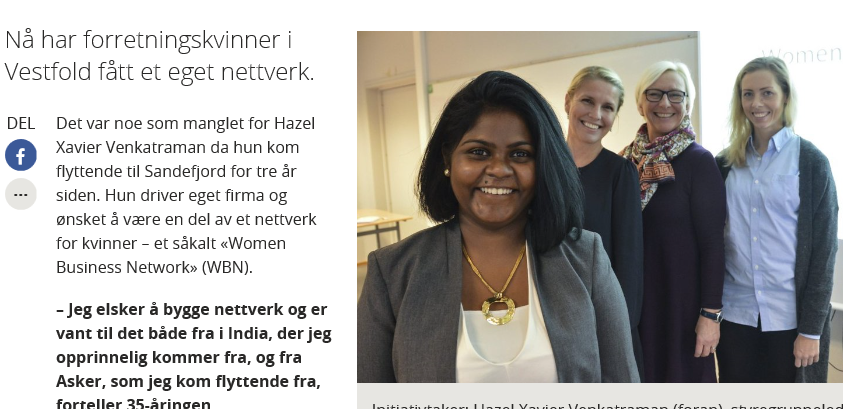 Nå har forretningskvinner i
Vestfold fått et eget nettverk.
DEL
Det var noe som manglet for Hazel
Xavier Venkatraman da hun kom
flyttende til Sandefjord for tre år
siden. Hun driver eget firma og
ønsket å være en del av et nettverk
for kvinner – et såkalt «Women
Business Network» (WBN).
– Jeg elsker å bygge nettverk og er
vant til det både fra i India, der jeg
opprinnelig kommer fra, og fra
Asker, som jeg kom flyttende fra,
forteller 35-åringen
Women
Initiativtaker: Hazel Xavier Venkatraman (foran), styregruppeled